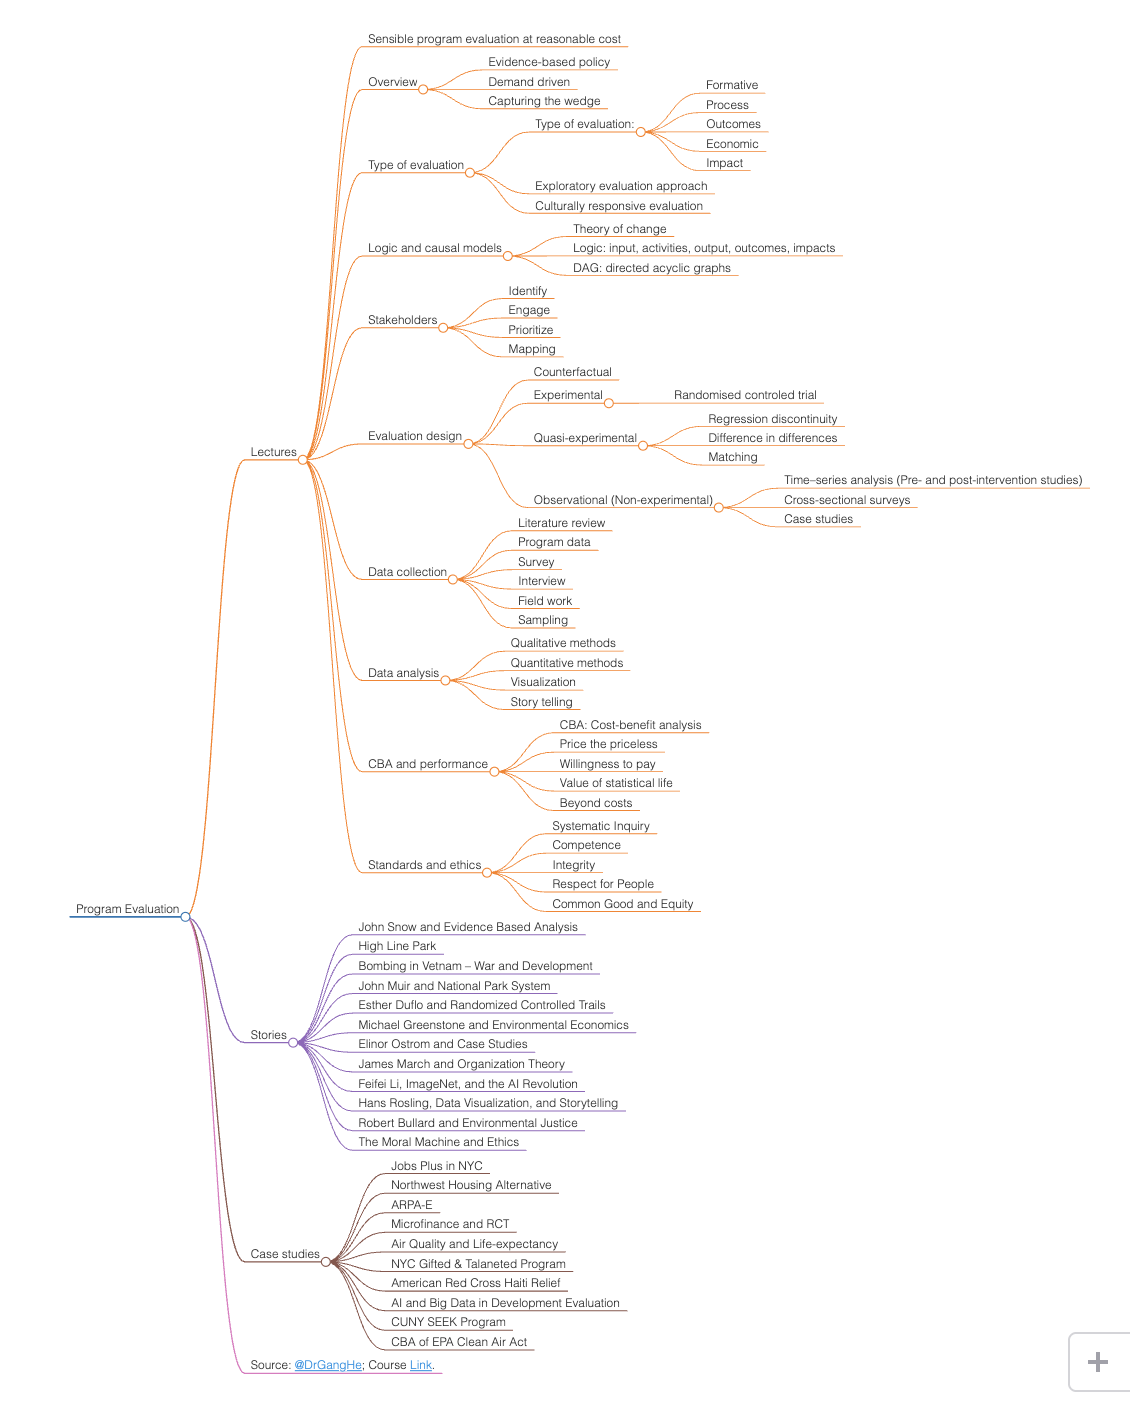 Sensible program evaluation at reasonable cost
Overview
Evidence-based policy
Demand driven
Capturing the wedge
Type of evaluation
Type of evaluation:
Formative
Process
Outcomes
Economic
Impact
Exploratory evaluation approach
Culturally responsive evaluation
Logic and causal models
Theory of change
Logic: input, activities, output, outcomes, impacts
DAG: directed acyclic graphs
Stakeholders
Identify
Engage
Prioritize
Mapping
Lectures
Evaluation design
Counterfactual
Experimental
Randomised controled trial
Quasi-experimental
Regression discontinuity
Difference in differences
Matching
Observational (Non-experimental)
Time–series analysis (Pre- and post-intervention studies)
Cross-sectional surveys
Case studies
Data collection
Literature review
Program data
Survey
Interview
Field work
Sampling
Data analysis
Qualitative methods
Quantitative methods
Visualization
Story telling
CBA and performance
CBA: Cost-benefit analysis
Price the priceless
Willingness to pay
Value of statistical life
Beyond costs
Standards and ethics
Systematic Inquiry
Competence
Integrity
Respect for People
Common Good and Equity
Program Evaluation
Stories
John Snow and Evidence Based Analysis
High Line Park
Bombing in Vetnam – War and Development
John Muir and National Park System
Esther Duflo and Randomized Controlled Trails
Michael Greenstone and Environmental Economics
Elinor Ostrom and Case Studies
James March and Organization Theory
Feifei Li, ImageNet, and the AI Revolution
Hans Rosling, Data Visualization, and Storytelling
Robert Bullard and Environmental Justice
The Moral Machine and Ethics
Case studies
Jobs Plus in NYC
Northwest Housing Alternative
ARPA-E
Microfinance and RCT
Air Quality and Life-expectancy
NYC Gifted & Talaneted Program
American Red Cross Haiti Relief
AI and Big Data in Development Evaluation
CUNY SEEK Program
CBA of EPA Clean Air Act
Source: @DrGangHe; Course Link.